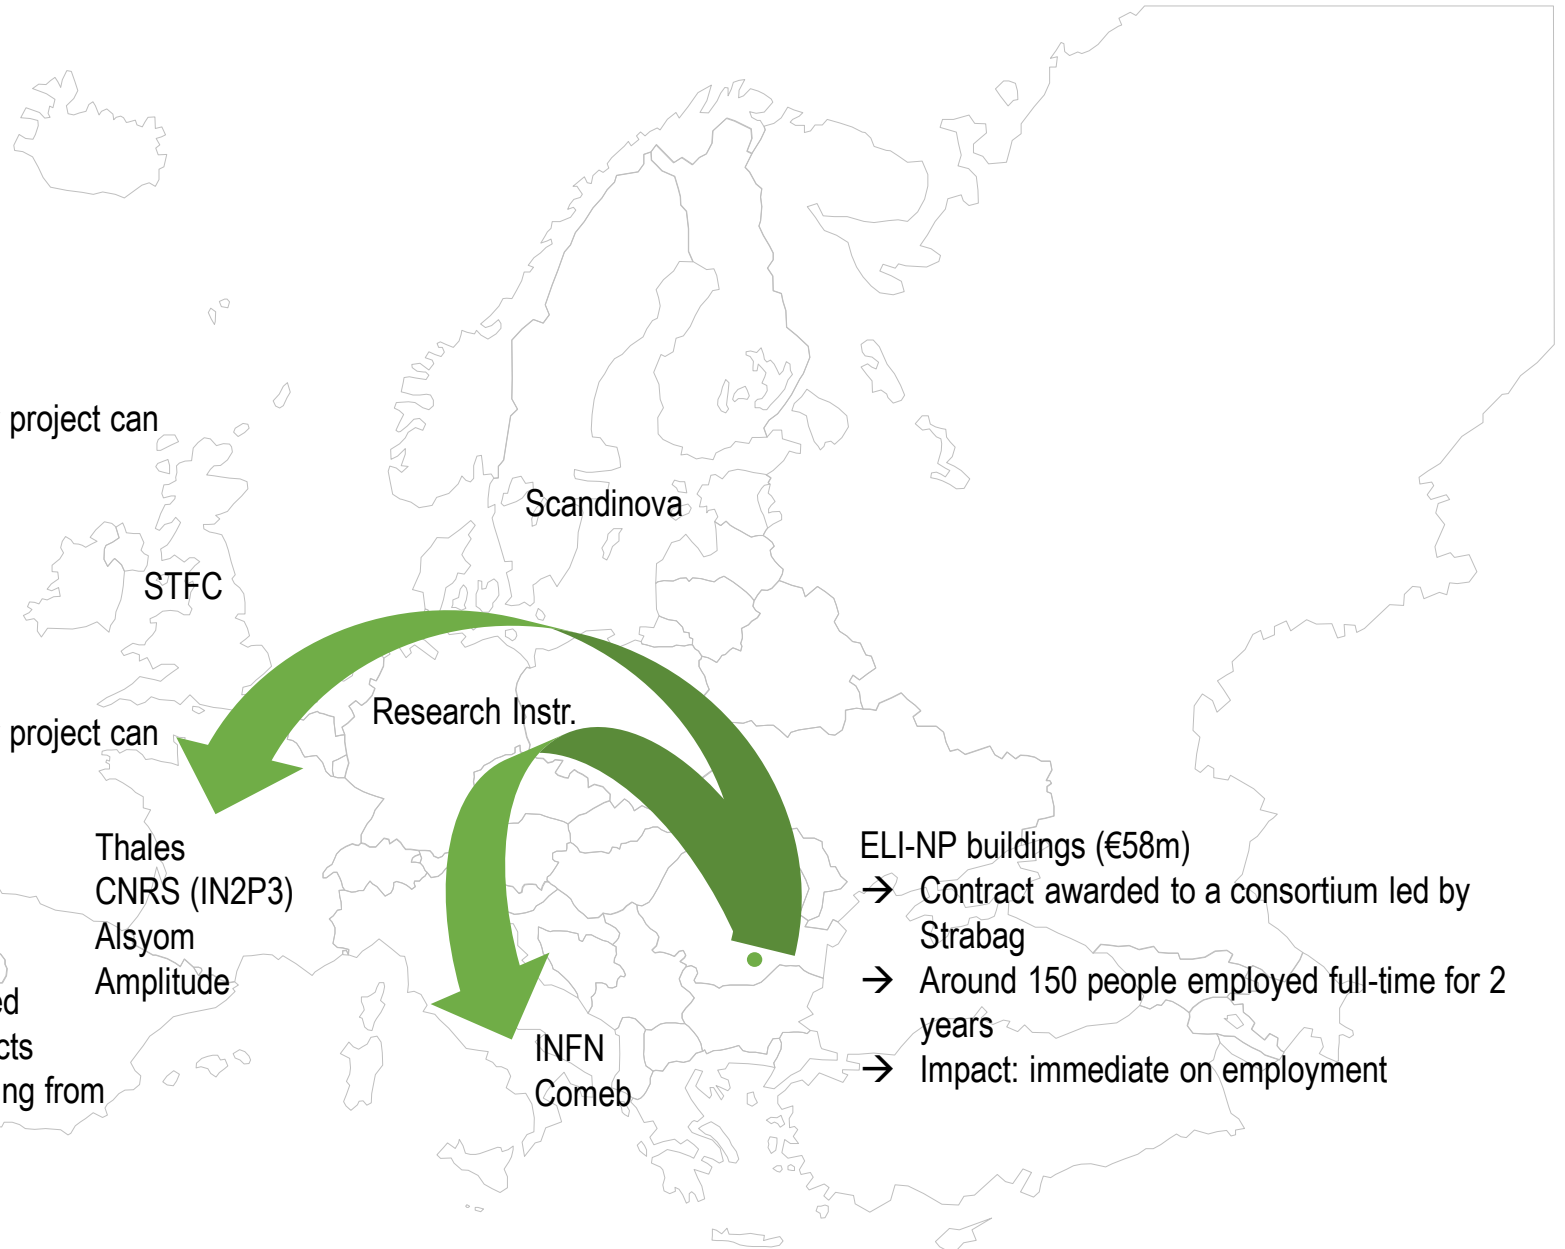 project can
Scandinova
STFC
Research Instr.
project can
Thales
CNRS (IN2P3)
Alsyom
Amplitude
ed
cts
ng from
INFN
Comeb
ELI-NP buildings (€58m)
→ Contract awarded to a consortium led by
Strabag
→ Around 150 people employed full-time for 2
years
→ Impact: immediate on employment